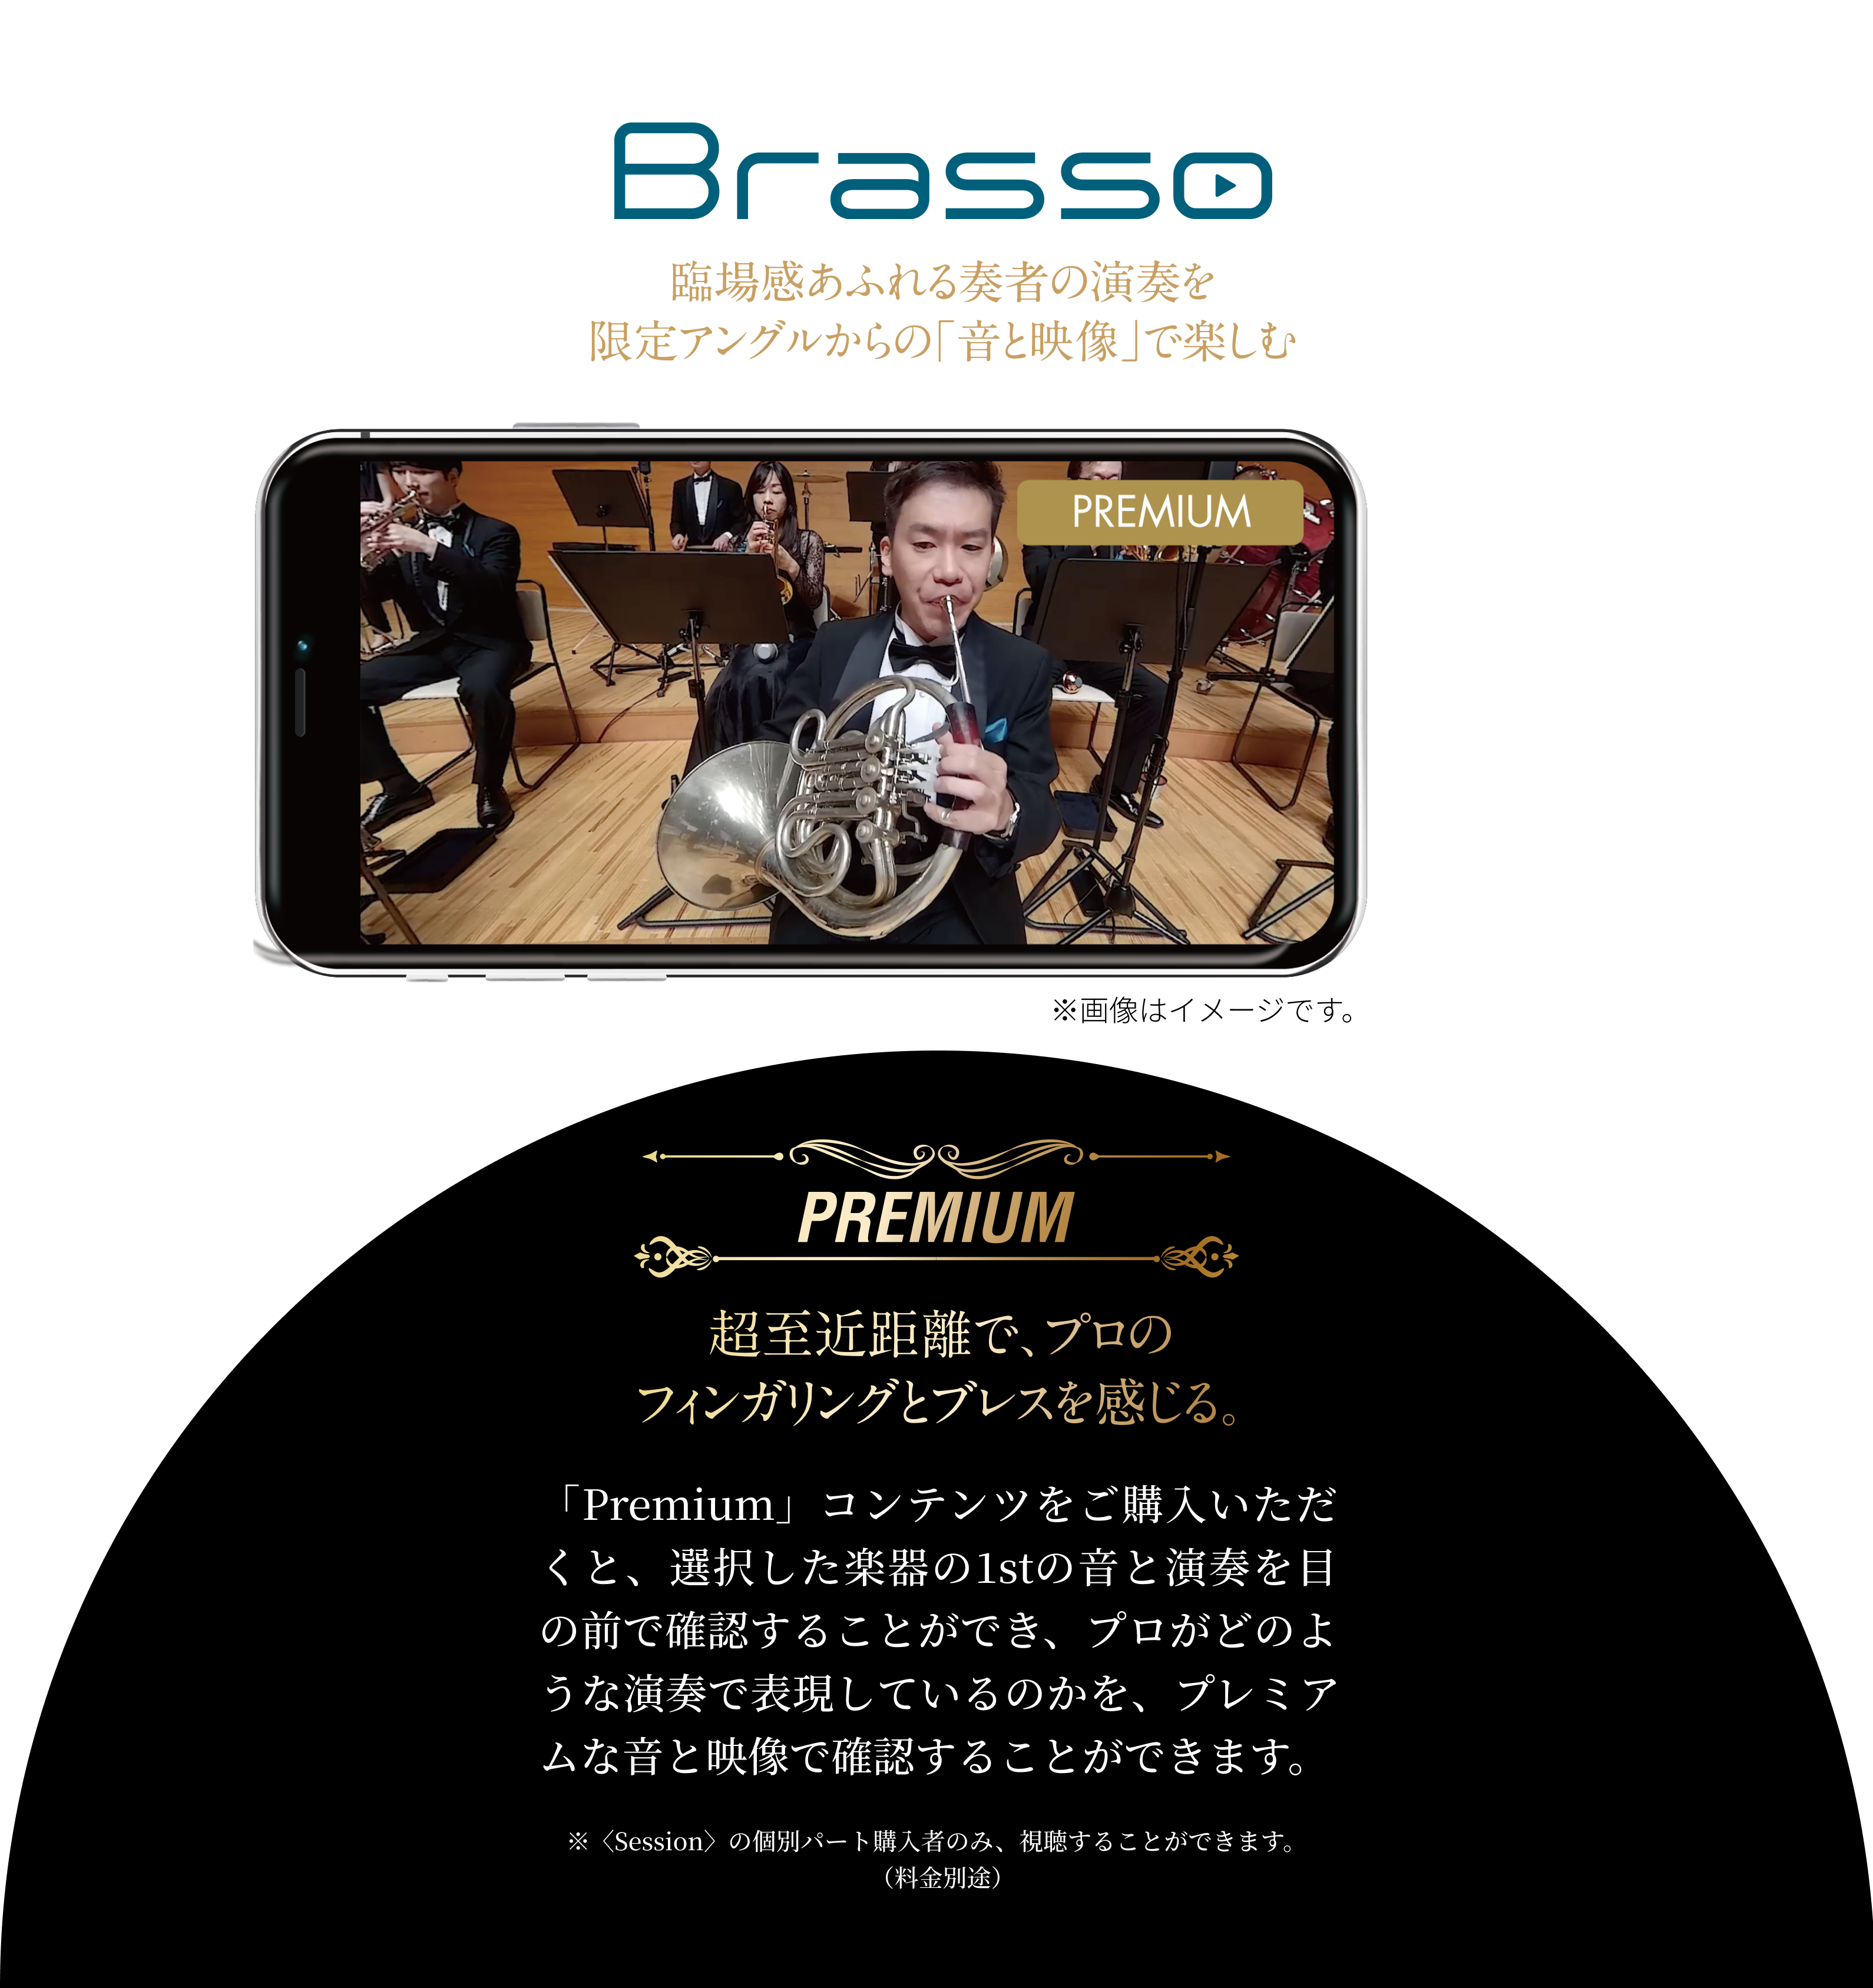 Brasso
臨場感あふれる奏者の演奏を
限定アングルからの「音と映像」で楽しむ
PREMIUM
※画像はイメージです。
PREMIUM
超至近距離で、プロの
フィンガリングとブレスを感じる。
「Premium」コンテンツをご購入いただ
くと、選択した楽器の1stの音と演奏を目
の前で確認することができ、プロがどのよ
うな演奏で表現しているのかを、プレミア
ムな音と映像で確認することができます。
※〈Session〉の個別パート購入者のみ、視聴することができます。
（料金別途）